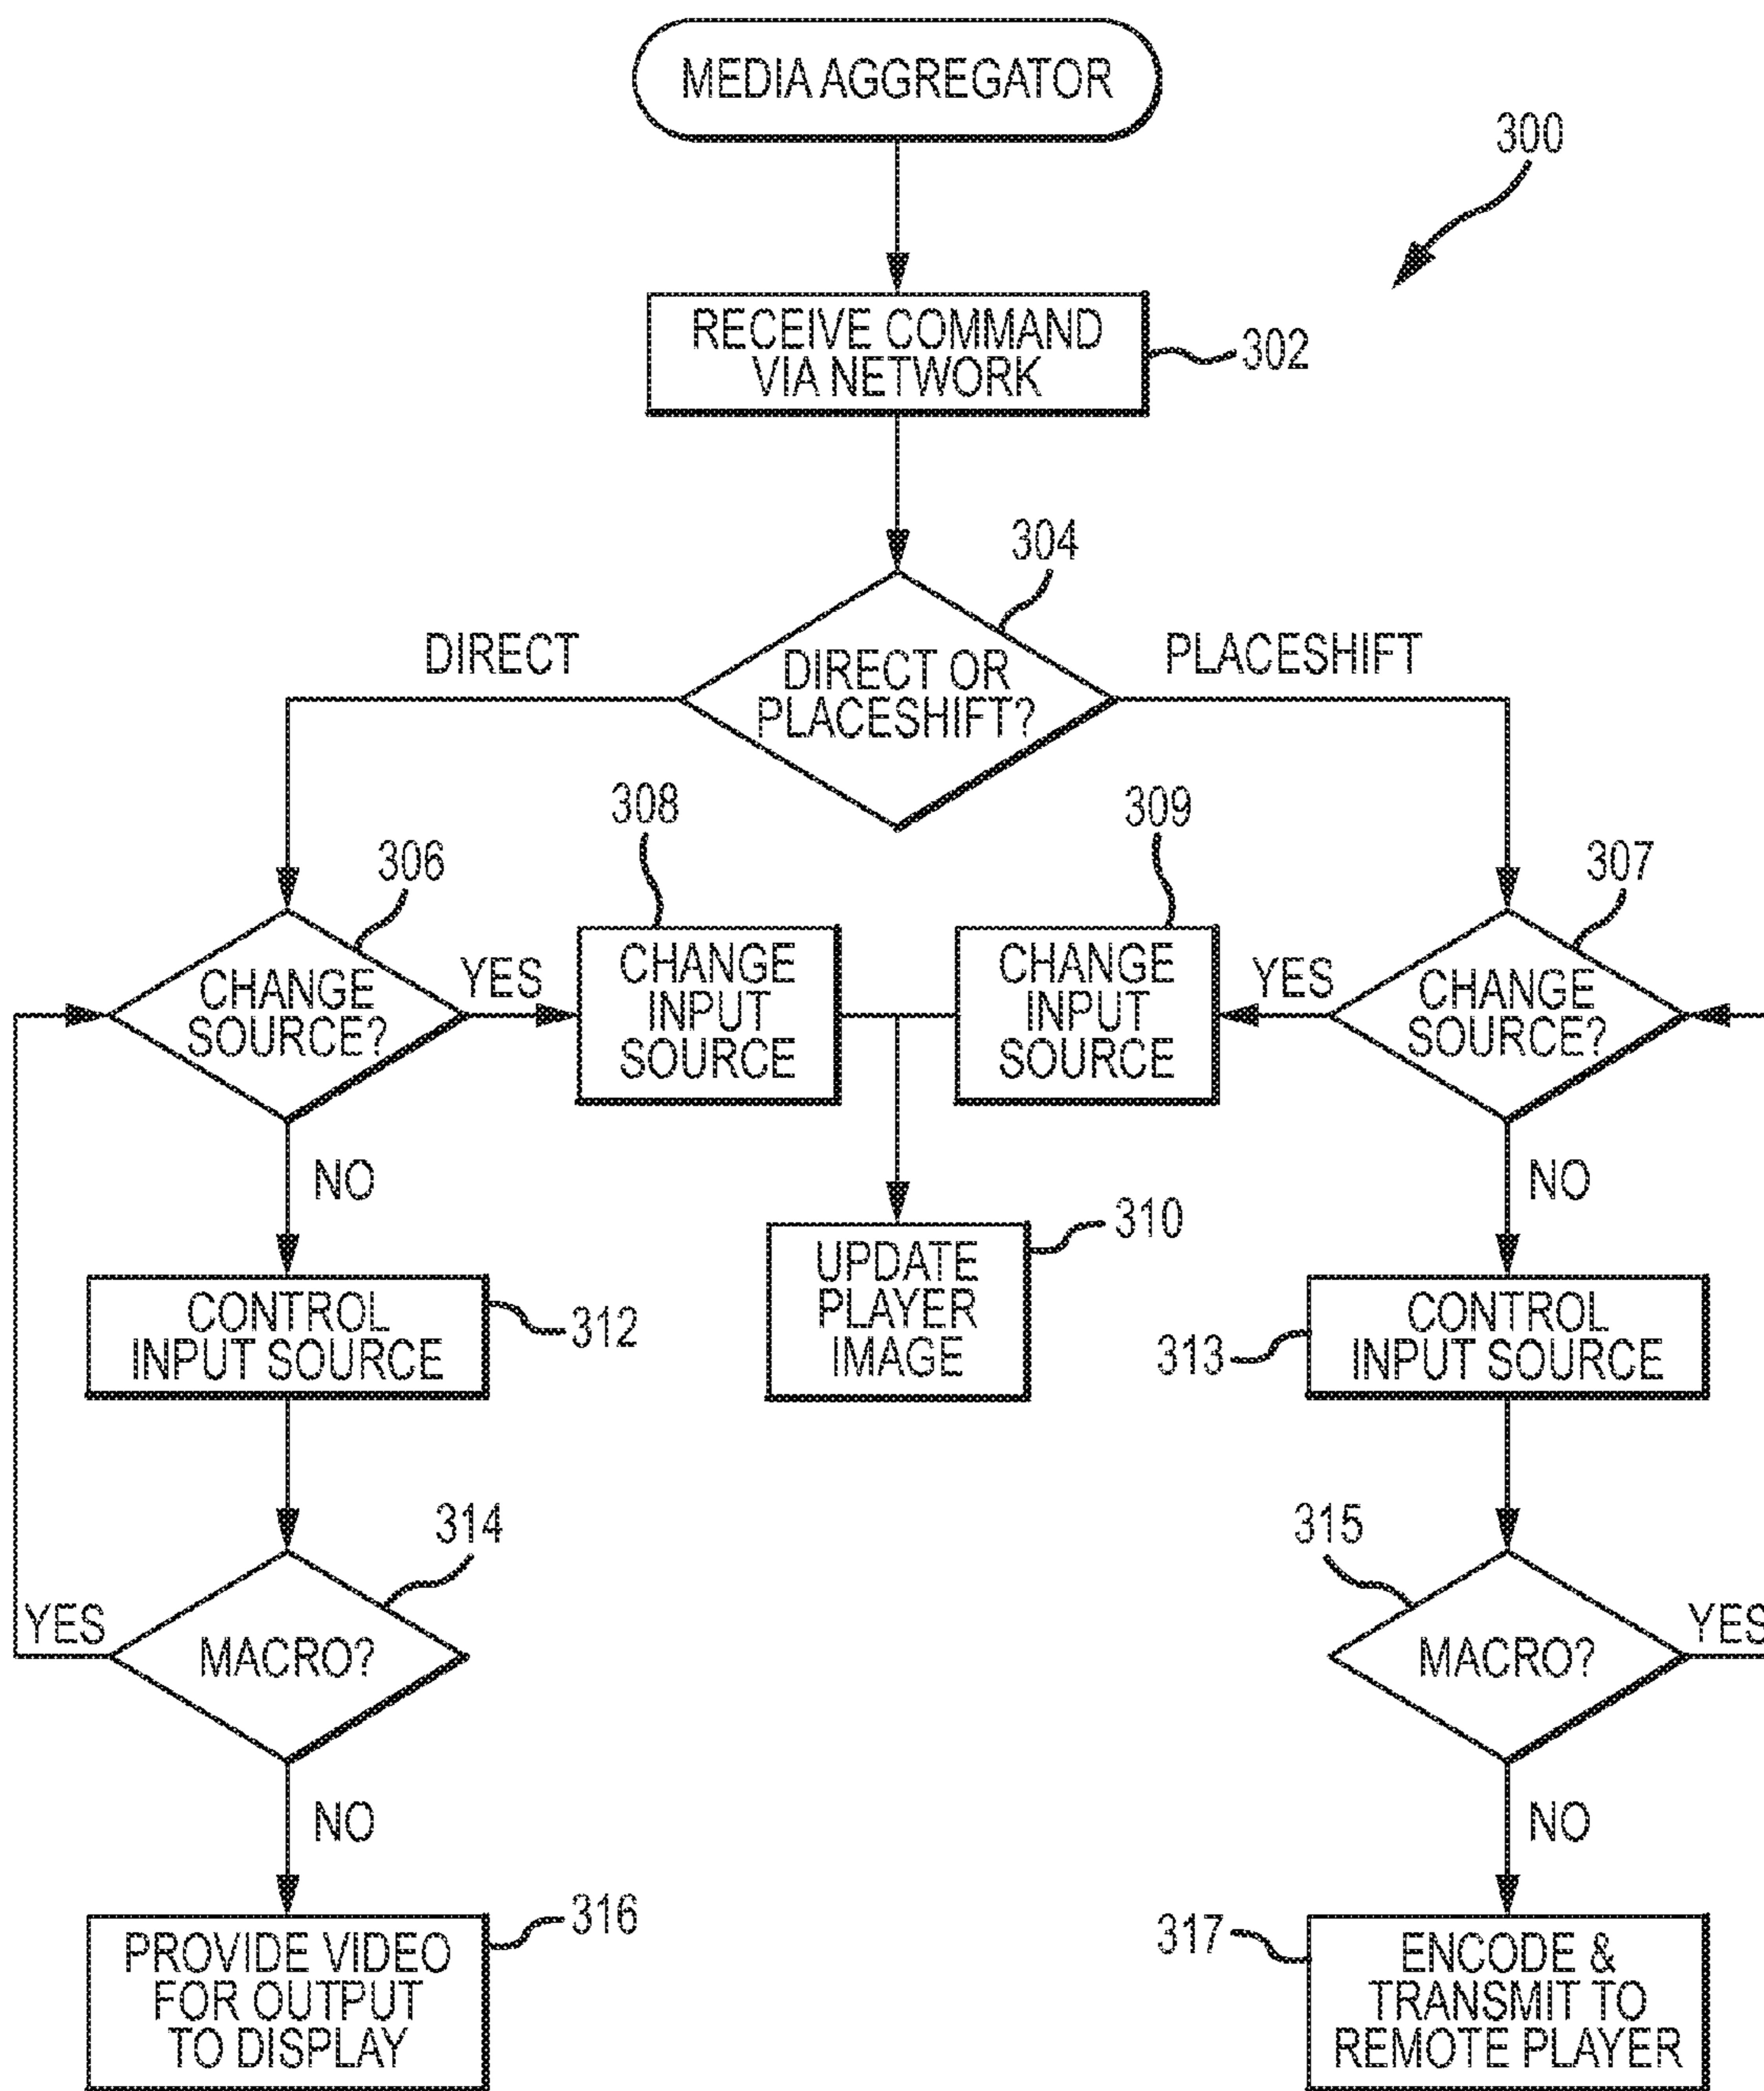 MEDIA AGGREGATOR
300
RECEIVE COMMAND
VIA NETWORK
302
304
DIRECT
DIRECT OR
PLACESHIFT?
PLACESHIFT
308
309
306
307
CHANGE
SOURCE?
YES
CHANGE
INPUT
SOURCE
CHANGE
INPUT
SOURCE
YES
CHANGE
SOURCE?
NO
310
NO
UPDATE
PLAYER
IMAGE
CONTROL
INPUT SOURCE
312
313
CONTROL
INPUT SOURCE
314
315
YES
MACRO?
MACRO?
YES
NO
NO
PROVIDE VIDEO
FOR OUTPUT
TO DISPLAY
316
317
ENCODE &
TRANSMIT TO
REMOTE PLAYER